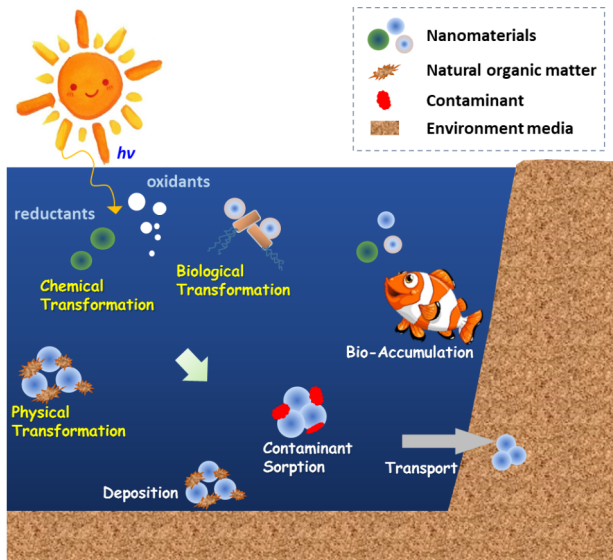 Nanomaterials
Natural organic matter
Contaminant
Environment media
hv
oxidants
reductants
Chemical
Transformation
Biological
Transformation
Bio-Accumulation
Physical
Transformation
Contaminant
Sorption
Transport
Deposition